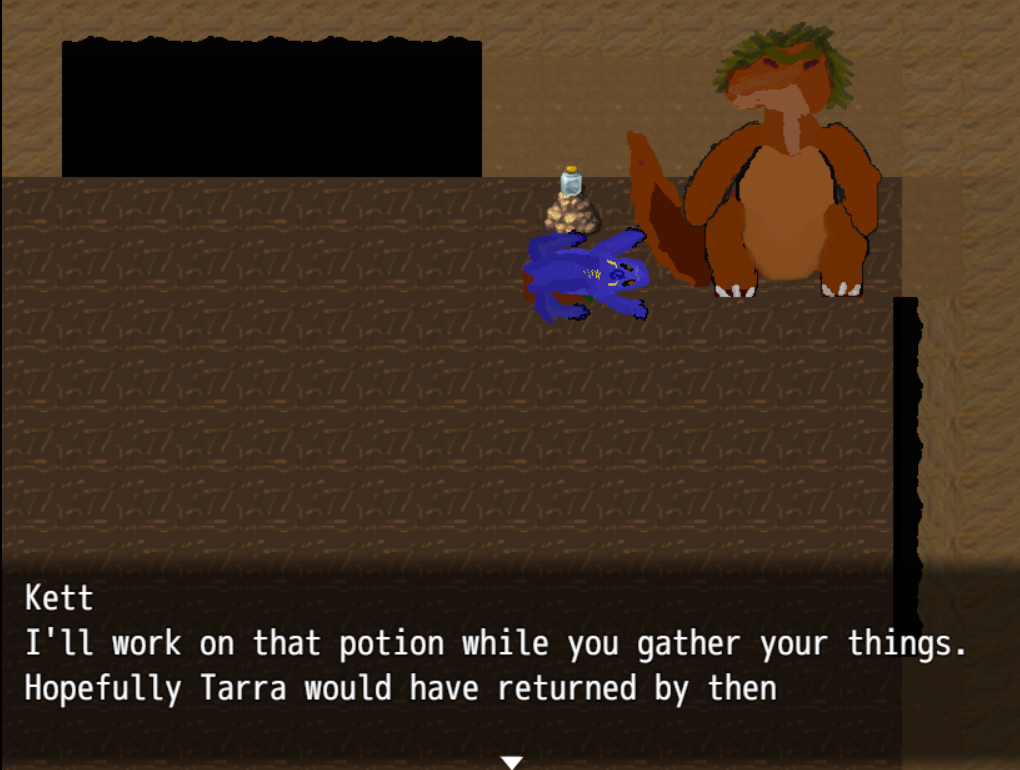 Kett
I'll work on that potion while you gather your things.
Hopefully Tarra would have returned by then